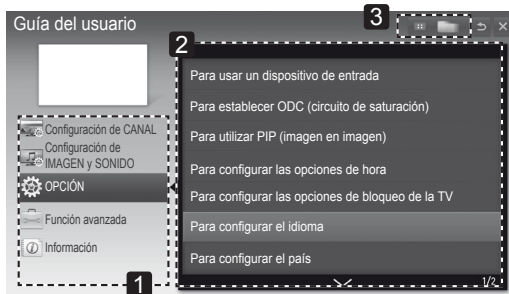 Guía del usuario
3
2
Para usar un dispositivo de entrada
Para establecer ODC (circuito de saturación)
Para utilizar PIP (imagen en imagen)
Para configurar las opciones de hora
Para configurar las opciones de bloqueo de la TV
Para configurar el idioma
Para configurar el país
1/2
Configuración de CANAL
Configuración de
IMAGEN y SONIDO
OPCIÓN
Función avanzada
Información
1